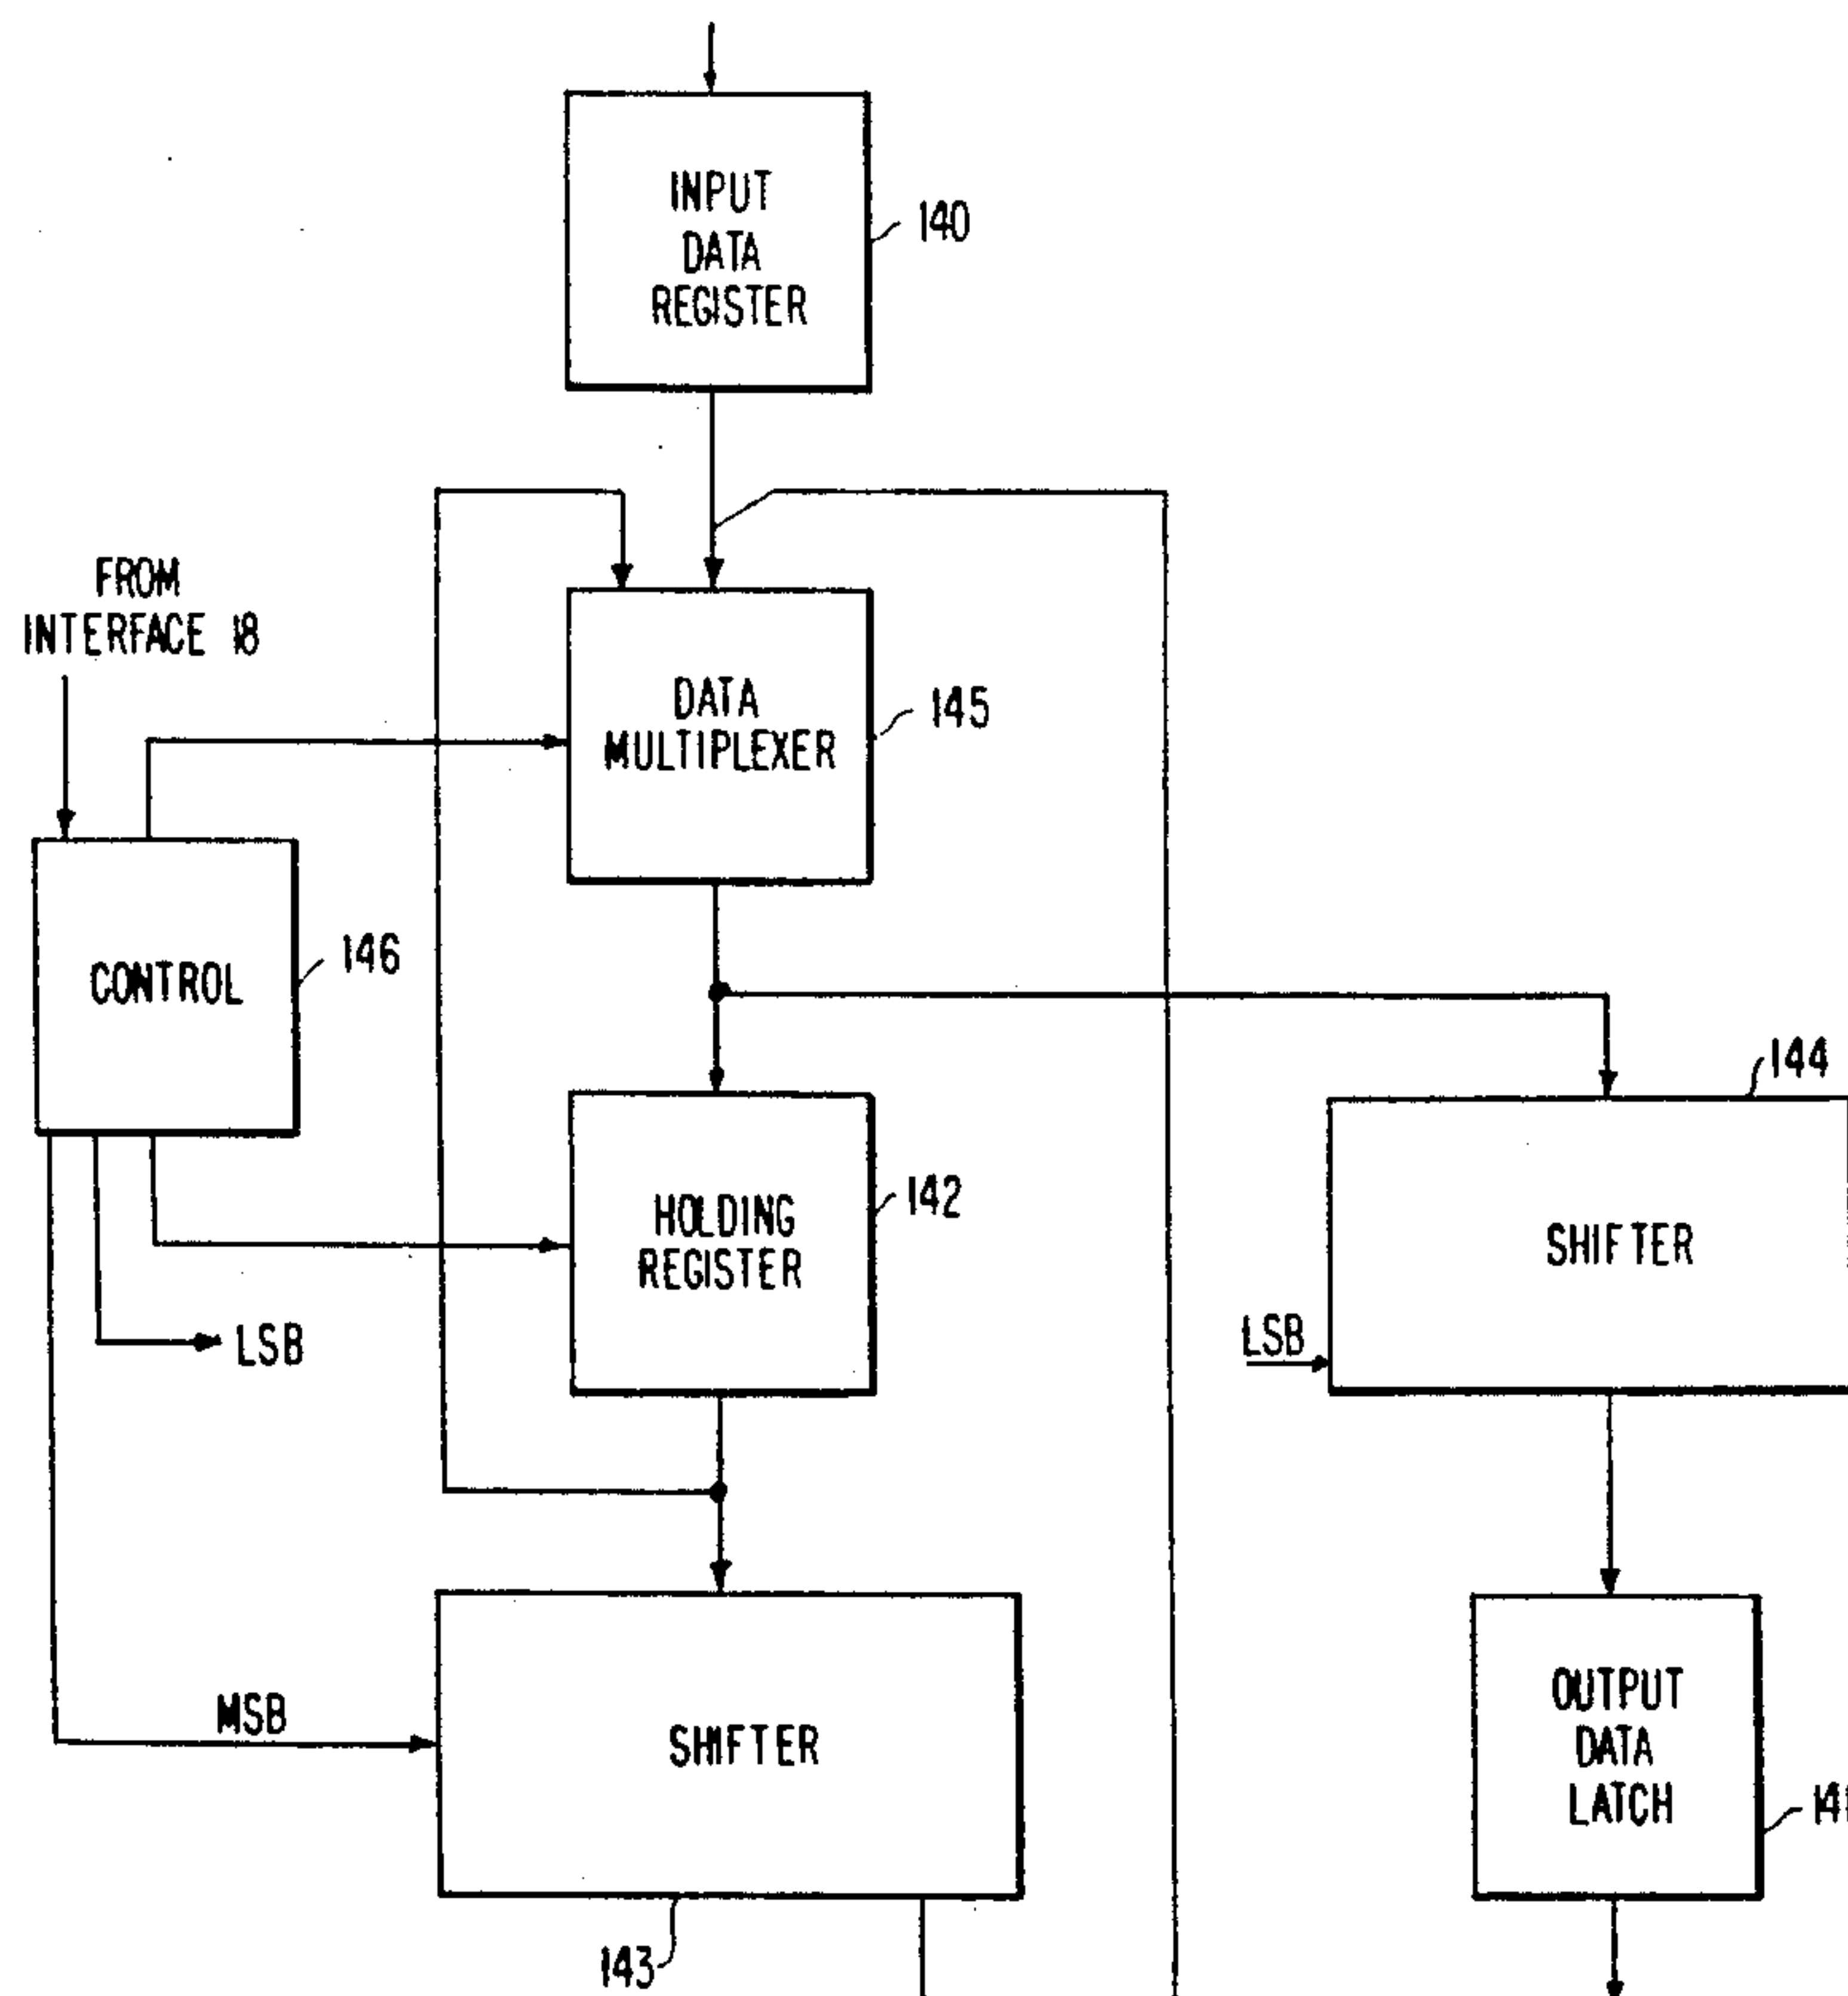 INPUT
DATA
REGISTER
140
FROM
INTERFACE 18
DATA
MULTIPLEXER
145
CONTROL
146
144
HOLDING
REGISTER
142
SHIFTER
LSB
LSB
MSB
SHIFTER
OUTPUT
DATA
LATCH
143